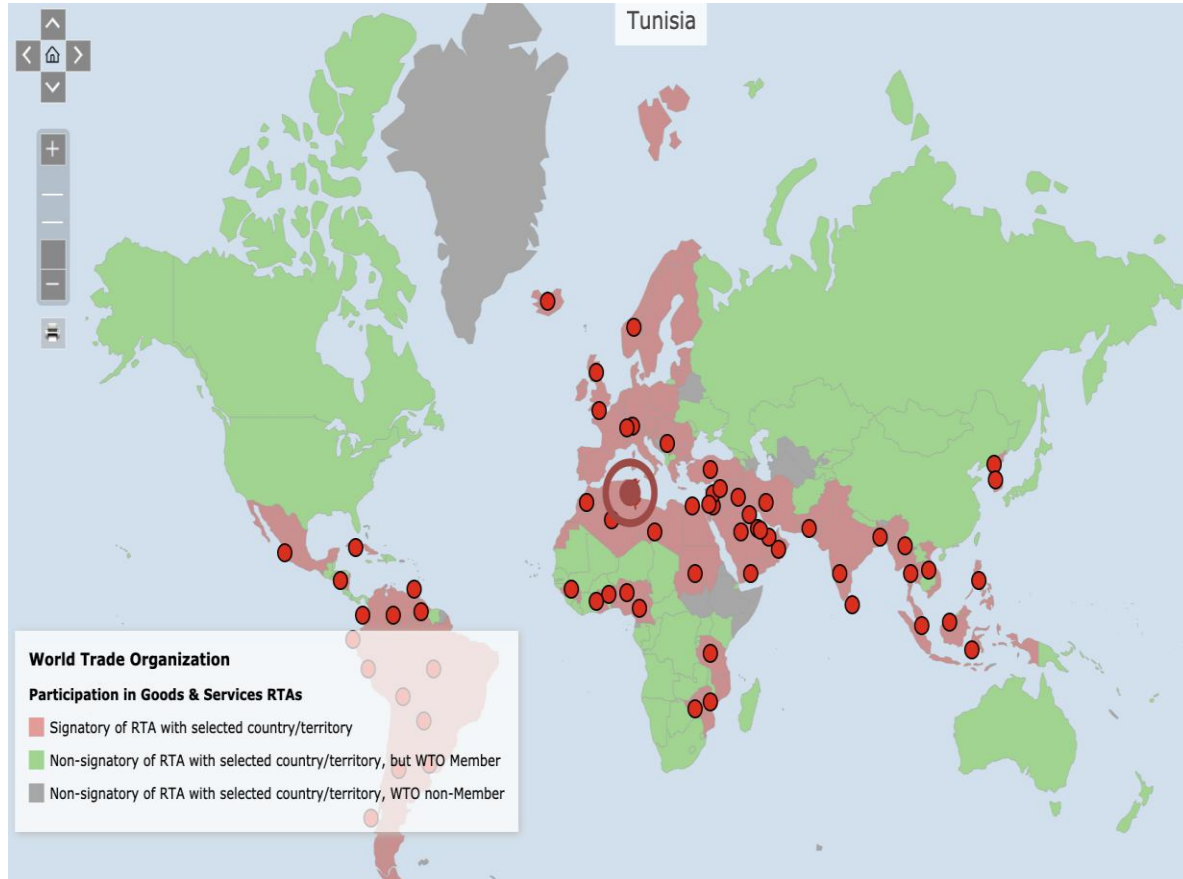 Tunisia
World Trade Organization
Participation in Goods & Services RTAs
Signatory of RTA with selected country/territory
Non-signatory of RTA with selected country/territory, but WTO Member
Non-signatory of RTA with selected country/territory, WTO non-Member